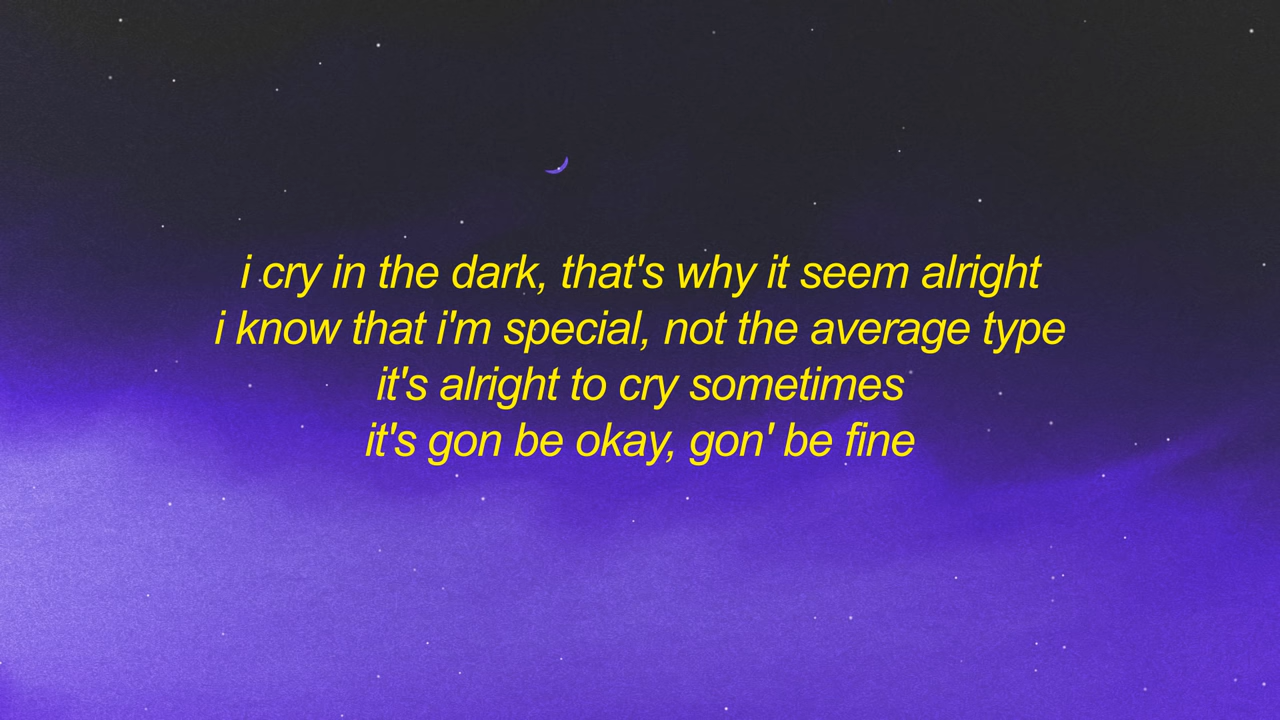 i cry in the dark, that's why it seem alright
i know that i'm special, not the average type
it's alright to cry sometimes
it's gon be okay, gon' be fine